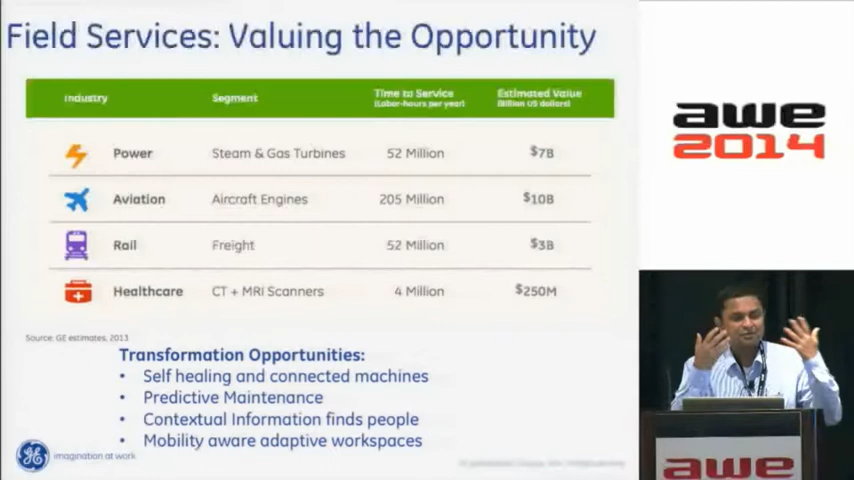 Field Services: Valuing the Opportunity
Industry Segment Time to Service (Labor-hours per year) Estimated Value (Billion US dollars)
Power Steam & Gas Turbines 52 Million $7B
Aviation Aircraft Engines 205 Million $10B
Rail Freight 52 Million $3B
Healthcare CT + MRI Scanners 4 Million $250M
Source: GE estimates, 2013
Transformation Opportunities:
• Self healing and connected machines
• Predictive Maintenance
• Contextual Information finds people
• Mobility aware adaptive workspaces
GE imagination at work
awe
2014
awe